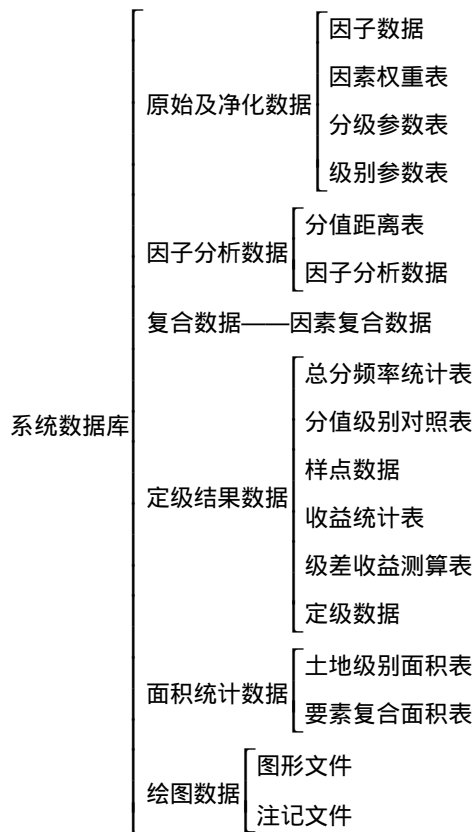 系统数据库
原始及净化数据
因子数据
因素权重表
分级参数表
级别参数表
因子分析数据
分值距离表
因子分析数据
复合数据——因素复合数据
定级结果数据
总分频率统计表
分值级别对照表
样点数据
收益统计表
级差收益测算表
定级数据
面积统计数据
土地级别面积表
要素复合面积表
绘图数据
图形文件
注记文件